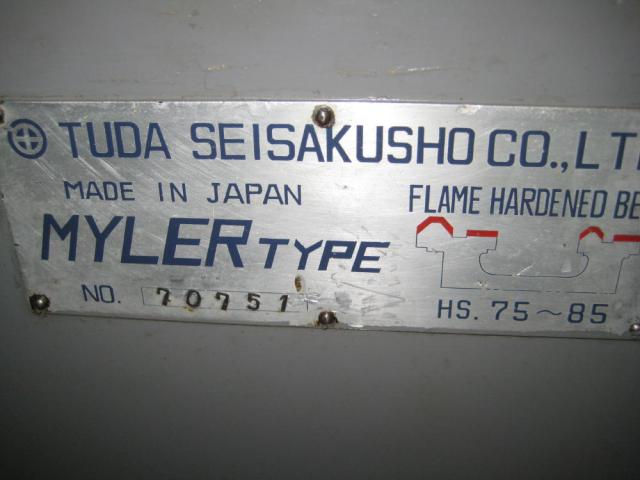 TUDA SEISAKUSHO CO., LT
MADE IN JAPAN
FLAME HARDENED BE
MYLER TYPE
NO. 70751
HS. 75~85